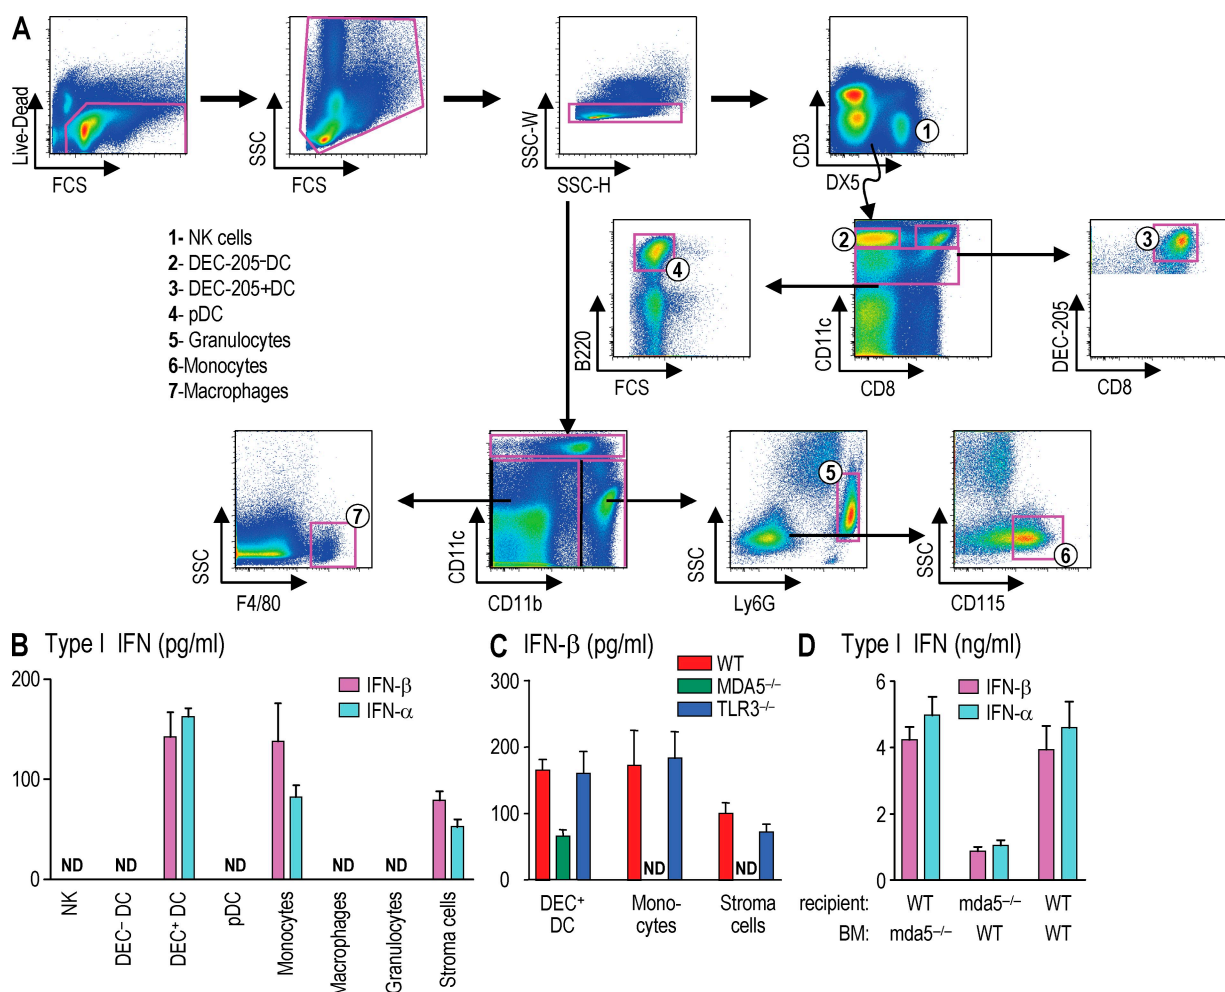 A
Live-Dead
FCS
SSC
FCS
SSC-W
SSC-H
CD3
DX5
1
1- NK cells
2- DEC-205⁻DC
3- DEC-205+DC
4- pDC
5- Granulocytes
6-Monocytes
7-Macrophages
B220
FCS
4
CD11c
CD8
2
DEC-205
CD8
3
SSC
F4/80
7
CD11c
CD11b
SSC
Ly6G
5
SSC
CD115
6
B Type I IFN (pg/ml)
200
100
0
IFN-β
IFN-α
ND ND ND ND ND
NK
DEC⁻ DC
DEC⁺ DC
pDC
Monocytes
Macrophages
Granulocytes
Stroma cells
C IFN-β (pg/ml)
300
200
100
0
WT
MDA5⁻/⁻
TLR3⁻/⁻
ND ND
DEC⁺ DC
Mono-
cytes
Stroma
cells
D Type I IFN (ng/ml)
6
4
2
0
IFN-β
IFN-α
recipient: WT mda5⁻/⁻ WT
BM: mda5⁻/⁻ WT WT